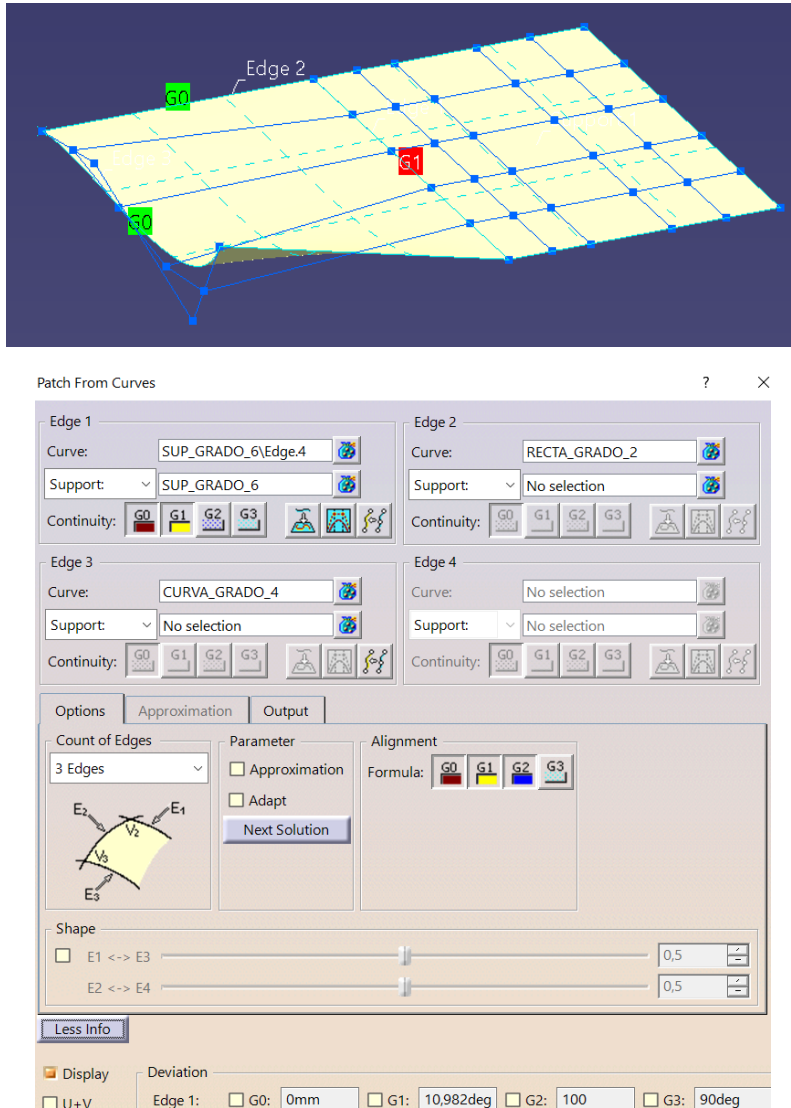 Edge 2
G0
G1
G0
Patch From Curves ? ×
Edge 1
Curve: SUP_GRADO_6\Edge.4
Support: SUP_GRADO_6
Continuity: G0 G1 G2 G3
Edge 2
Curve: RECTA_GRADO_2
Support: No selection
Continuity: G0 G1 G2 G3
Edge 3
Curve: CURVA_GRADO_4
Support: No selection
Continuity: G0 G1 G2 G3
Edge 4
Curve: No selection
Support: No selection
Continuity: G0 G1 G2 G3
Options Approximation Output
Count of Edges
3 Edges
E2 E1
V2
V3
E3
Parameter
Approximation
Adapt
Next Solution
Alignment
Formula: G0 G1 G2 G3
Shape
E1 <-> E3 0,5
E2 <-> E4 0,5
Less Info
Display
U+V
Deviation
Edge 1: G0: 0mm G1: 10,982deg G2: 100 G3: 90deg